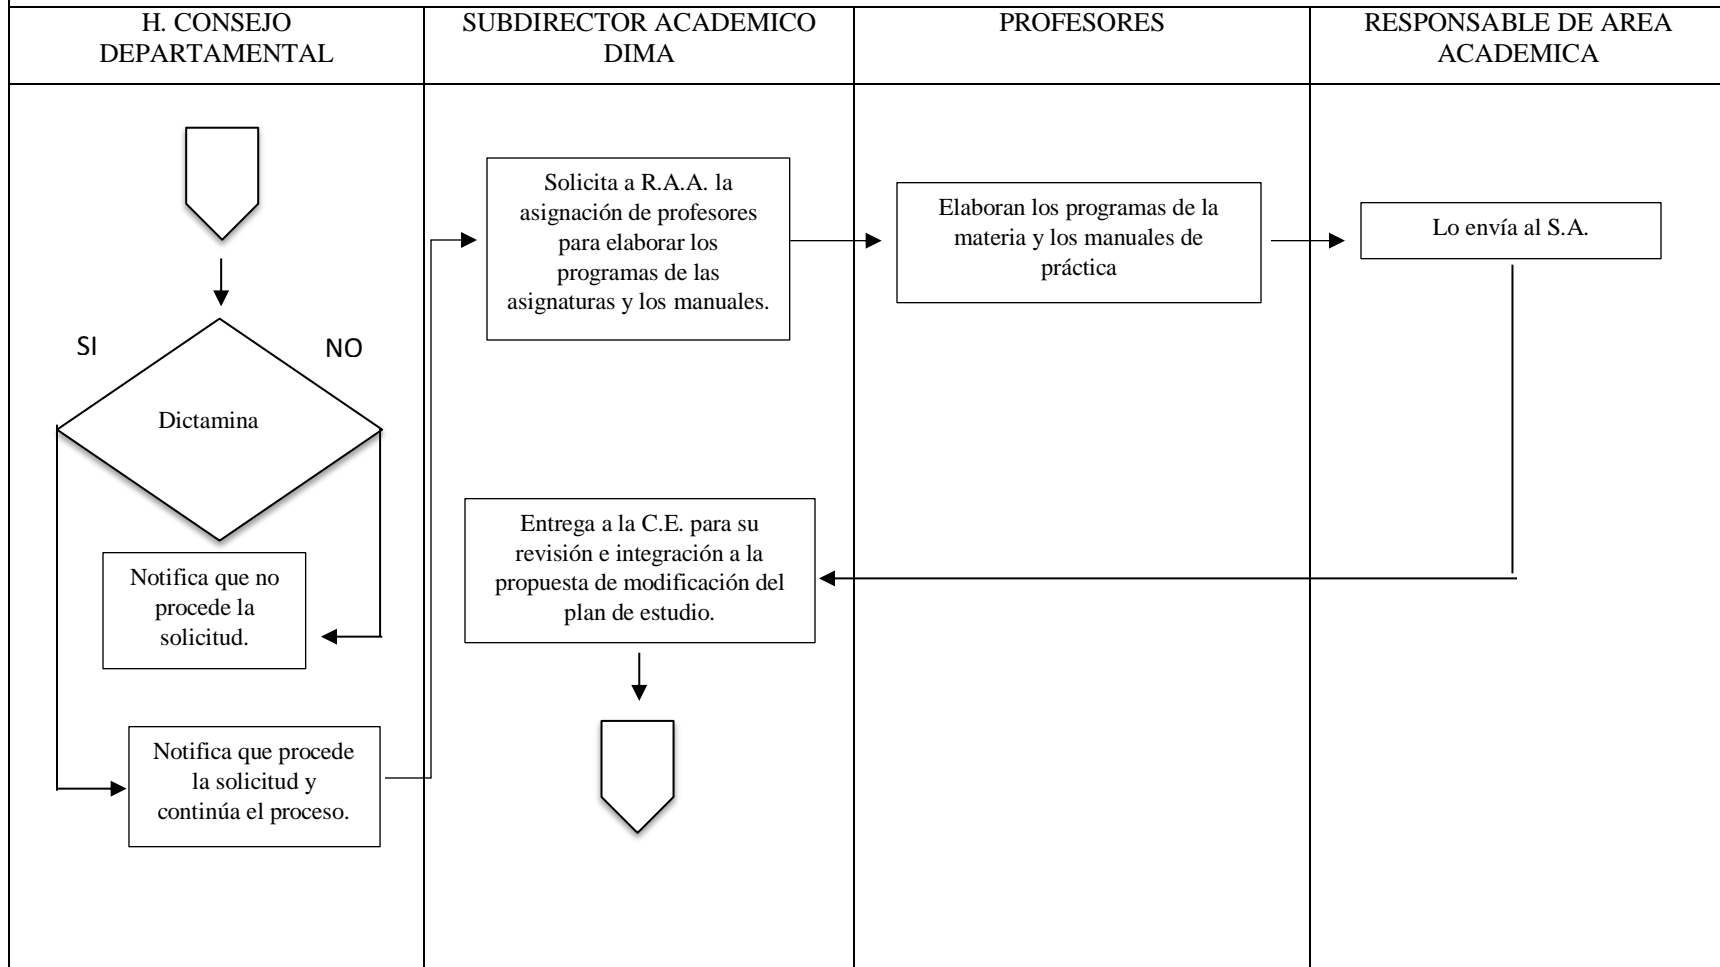 H. CONSEJO
DEPARTAMENTAL
SUBDIRECTOR ACADEMICO
DIMA
PROFESORES
RESPONSABLE DE AREA
ACADEMICA
SI
NO
Dictamina
Notifica que no
procede la
solicitud.
Notifica que procede
la solicitud y
continúa el proceso.
Solicita a R.A.A. la
asignación de profesores
para elaborar los
programas de las
asignaturas y los manuales.
Elaboran los programas de la
materia y los manuales de
práctica
Lo envía al S.A.
Entrega a la C.E. para su
revisión e integración a la
propuesta de modificación del
plan de estudio.